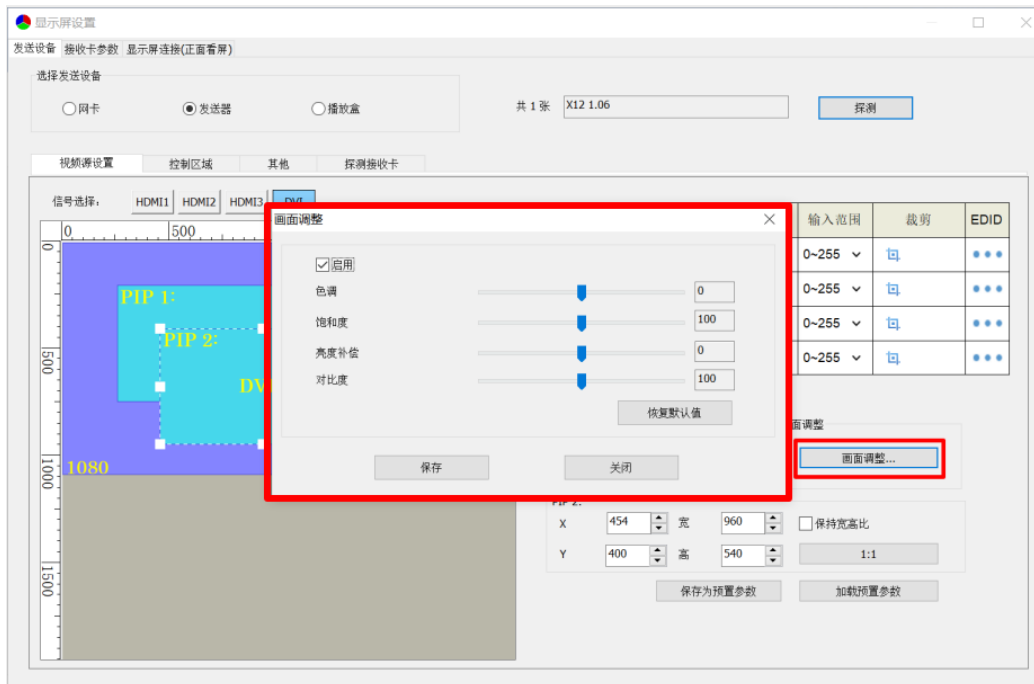 显示屏设置
发送设备 接收卡参数 显示屏连接(正面看屏)
选择发送设备
网卡 发送器 播放盒 共 1 张 X12 1.06 探测
视频源设置 控制区域 其他 探测接收卡
信号选择: HDMI1 HDMI2 HDMI3 DVI
画面调整
输入范围 裁剪 EDID
0 500
0
启用
0~255
色调 0
0~255
PIP 1:
饱和度 100
0~255
PIP 2:
亮度补偿 0
0~255
500
对比度 100
DV
恢复默认值
面调整
画面调整...
1080
1000
保存 关闭
PIP 2:
X 454 宽 960 保持宽高比
Y 400 高 540 1:1
1500
保存为预置参数 加载预置参数